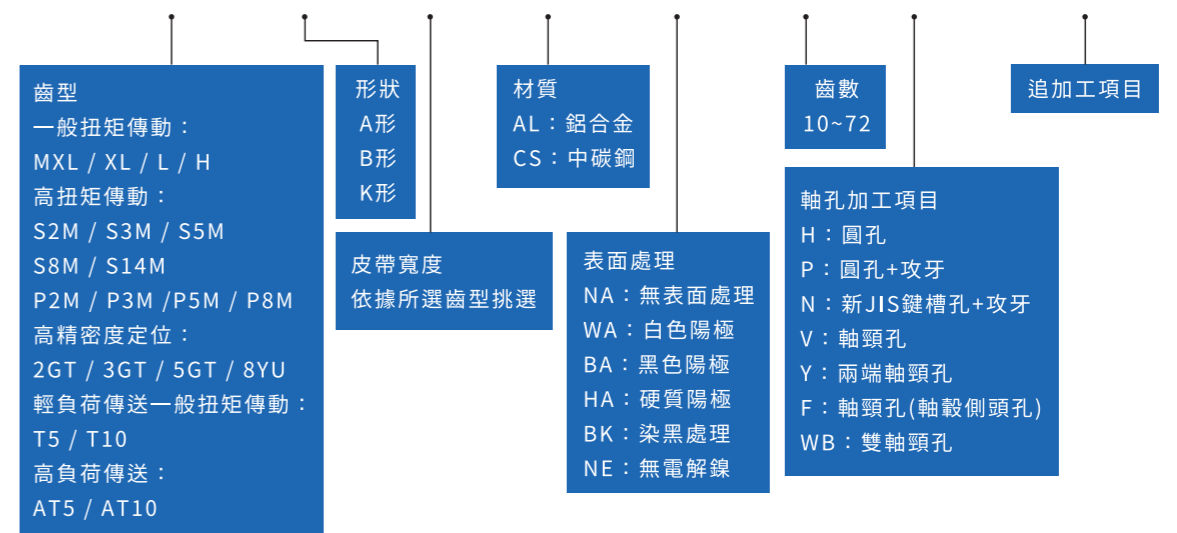 齒型
一般扭矩傳動：
MXL / XL / L / H
高扭矩傳動：
S2M / S3M / S5M
S8M / S14M
P2M / P3M /P5M / P8M
高精密度定位：
2GT / 3GT / 5GT / 8YU
輕負荷傳送一般扭矩傳動：
T5 / T10
高負荷傳送：
AT5 / AT10
形狀
A形
B形
K形
皮帶寬度
依據所選齒型挑選
材質
AL：鋁合金
CS：中碳鋼
表面處理
NA：無表面處理
WA：白色陽極
BA：黑色陽極
HA：硬質陽極
BK：染黑處理
NE：無電解鎳
齒數
10~72
軸孔加工項目
H：圓孔
P：圓孔+攻牙
N：新JIS鍵槽孔+攻牙
V：軸頸孔
Y：兩端軸頸孔
F：軸頸孔(軸轂側頭孔)
WB：雙軸頸孔
追加工項目